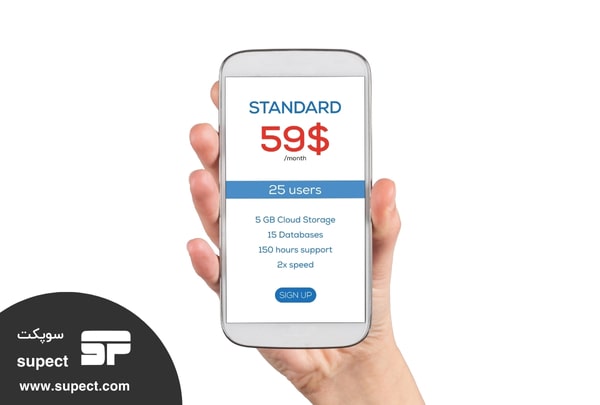 STANDARD
59$
/month
25 users
5 GB Cloud Storage
15 Databases
150 hours support
2x speed
SIGN UP
سوپکت
supect
SP
www.supect.com